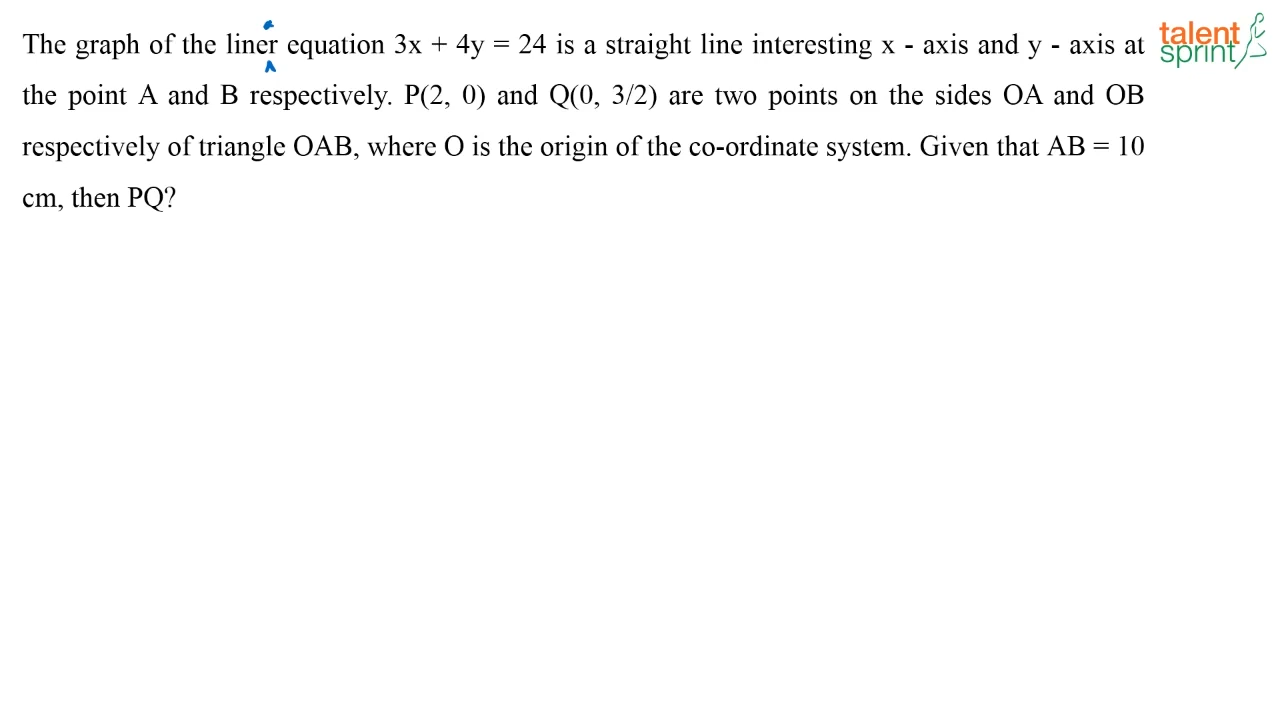 The graph of the liner equation 3x + 4y = 24 is a straight line interesting x - axis and y - axis at
the point A and B respectively. P(2, 0) and Q(0, 3/2) are two points on the sides OA and OB
respectively of triangle OAB, where O is the origin of the co-ordinate system. Given that AB = 10
cm, then PQ?
talent
sprint